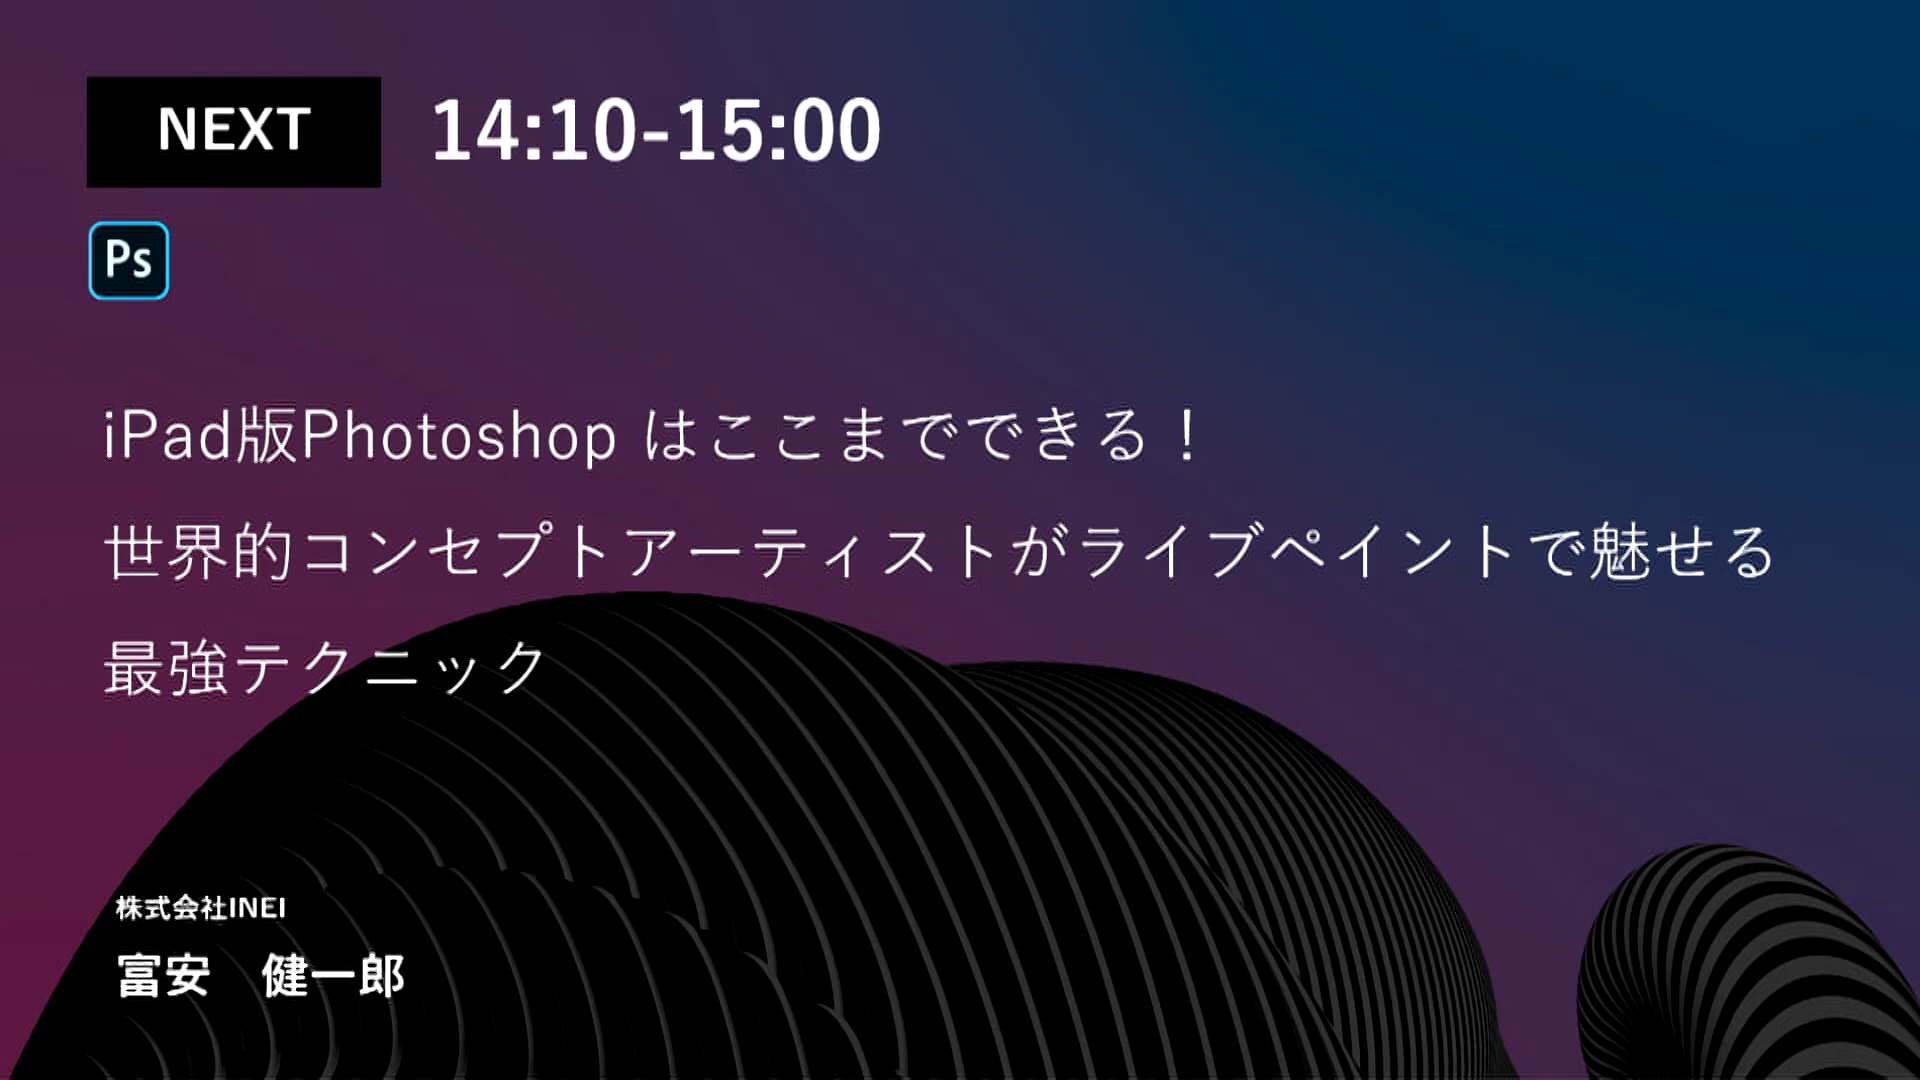 NEXT 14:10-15:00
Ps
iPad版Photoshop はここまでできる！
世界的コンセプトアーティストがライブペイントで魅せる
最強テクニック
株式会社INEI
富安　健一郎